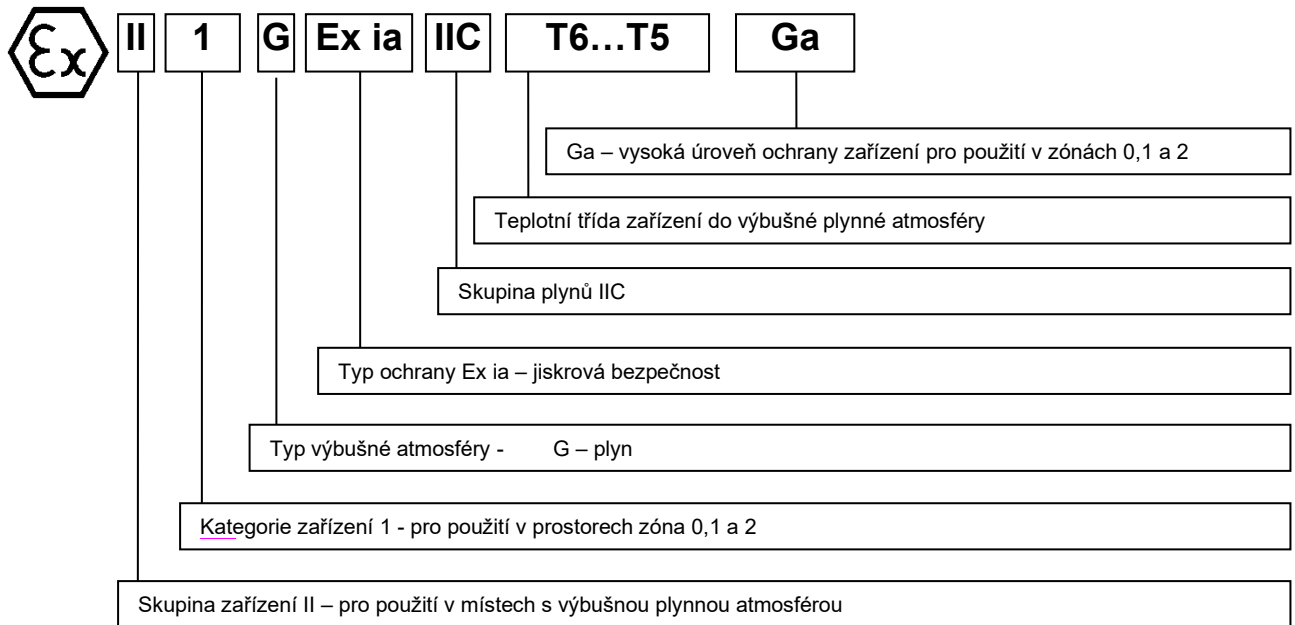 Ex II 1 G Ex ia IIC T6...T5 Ga
Ga – vysoká úroveň ochrany zařízení pro použití v zónách 0,1 a 2
Teplotní třída zařízení do výbušné plynné atmosféry
Skupina plynů IIC
Typ ochrany Ex ia – jiskrová bezpečnost
Typ výbušné atmosféry - G – plyn
Kategorie zařízení 1 - pro použití v prostorech zóna 0,1 a 2
Skupina zařízení II – pro použití v místech s výbušnou plynnou atmosférou